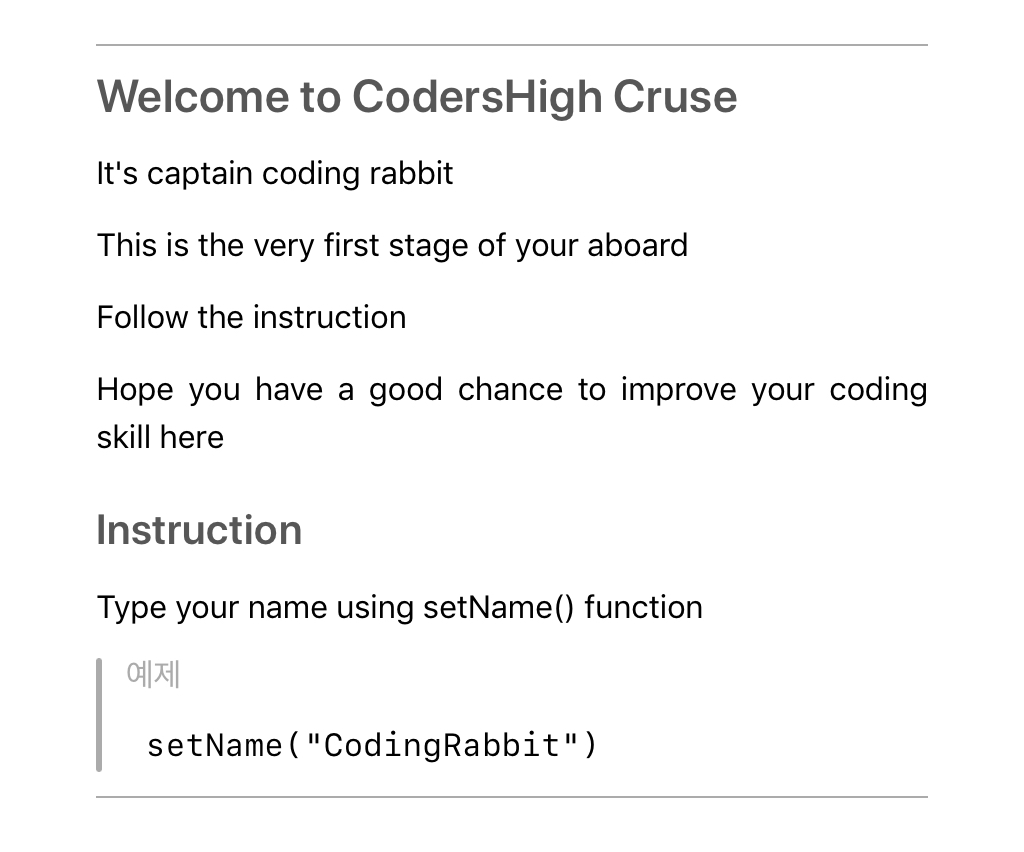 Welcome to CodersHigh Cruse
It's captain coding rabbit
This is the very first stage of your aboard
Follow the instruction
Hope you have a good chance to improve your coding
skill here
Instruction
Type your name using setName() function
예제
setName("CodingRabbit")